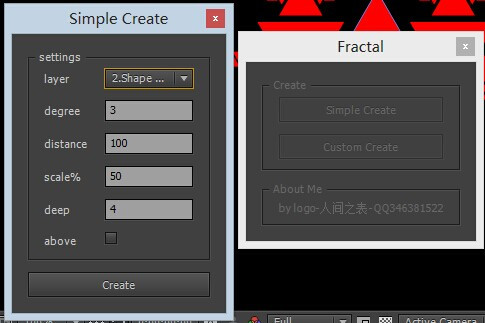 Simple Create
x
settings
layer
2.Shape ...
degree
3
distance
100
scale%
50
deep
4
above
Create
Fractal
x
Create
Simple Create
Custom Create
About Me
by logo-人间之表-QQ346381522
Full
Active Camera